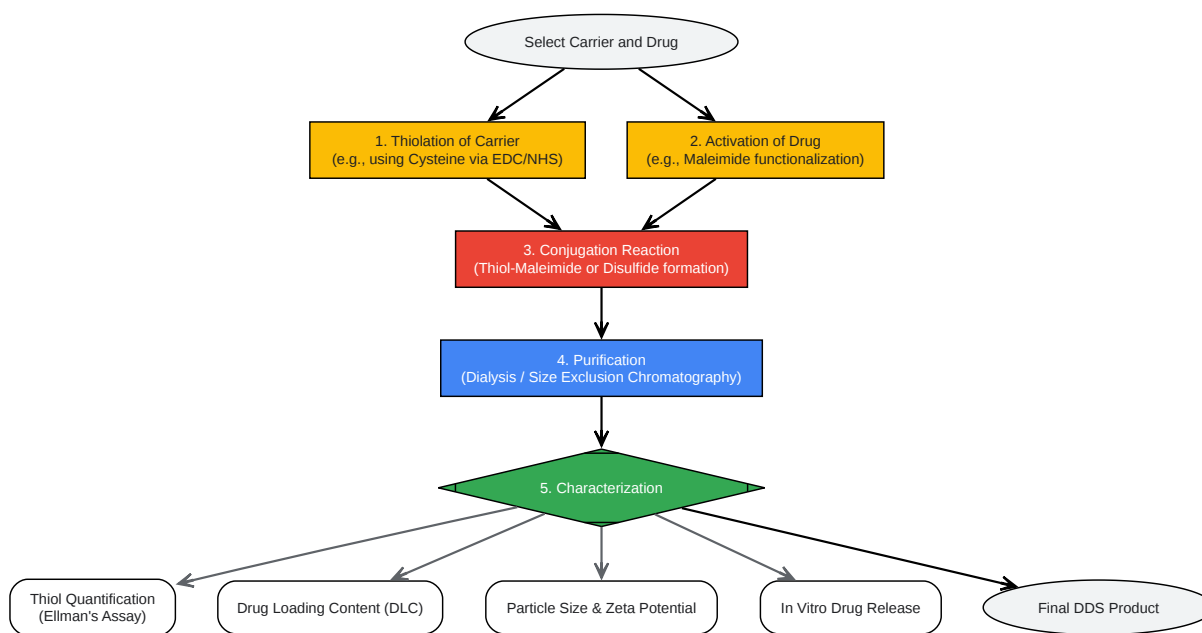 Select Carrier and Drug
1. Thiolation of Carrier
(e.g., using Cysteine via EDC/NHS)
2. Activation of Drug
(e.g., Maleimide functionalization)
3. Conjugation Reaction
(Thiol-Maleimide or Disulfide formation)
4. Purification
(Dialysis / Size Exclusion Chromatography)
5. Characterization
Thiol Quantification
(Ellman's Assay)
Drug Loading Content (DLC)
Particle Size & Zeta Potential
In Vitro Drug Release
Final DDS Product